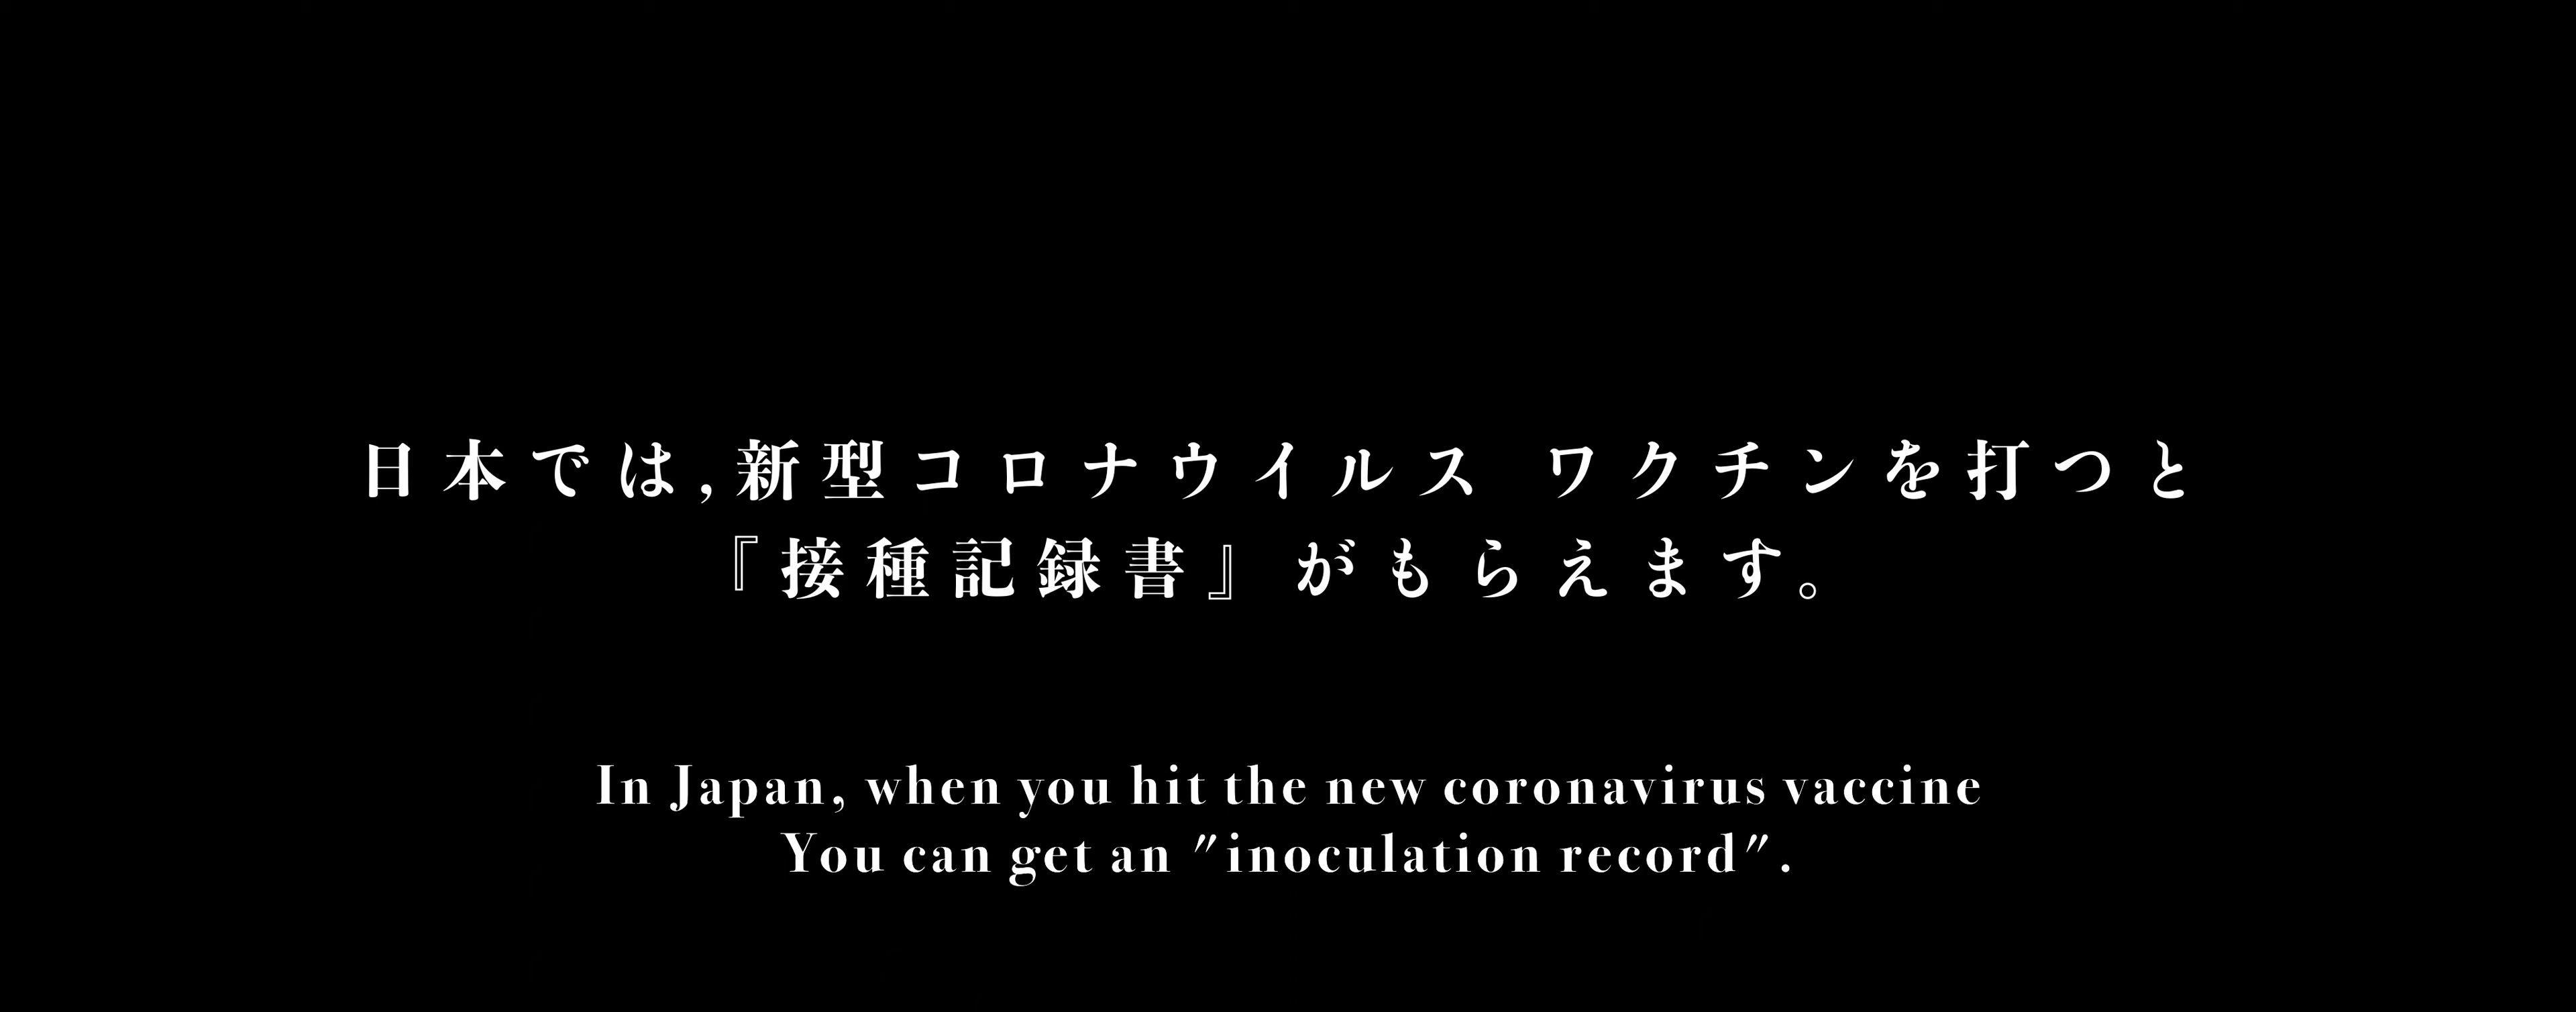 日本では,新型コロナウイルス ワクチンを打つと
『接種記録書』がもらえます。
In Japan, when you hit the new coronavirus vaccine
You can get an "inoculation record".